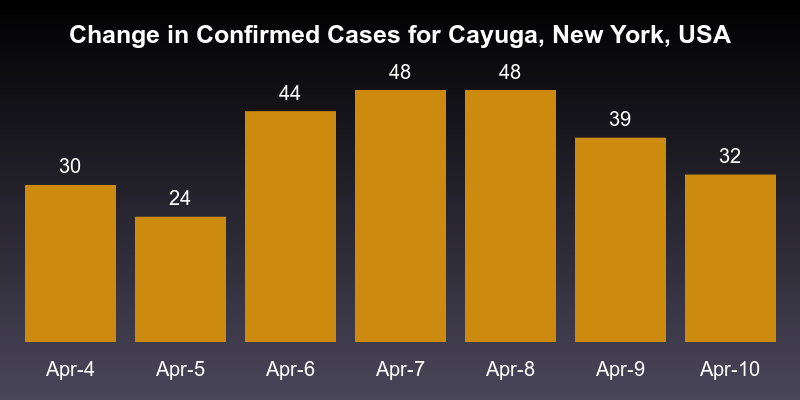 Change in Confirmed Cases for Cayuga, New York, USA
30
24
44
48
48
39
32
Apr-4
Apr-5
Apr-6
Apr-7
Apr-8
Apr-9
Apr-10